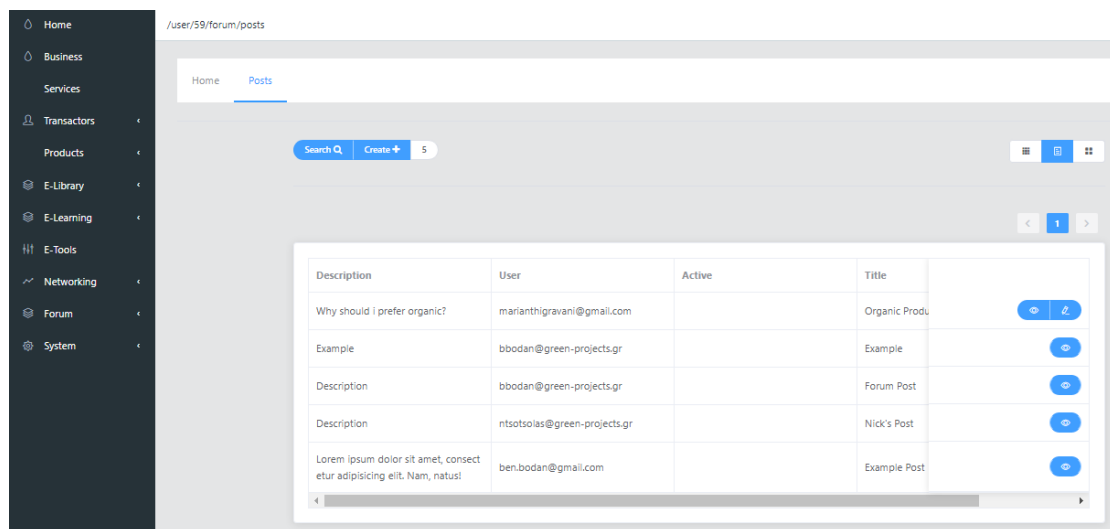 Home
/user/59/forum/posts
Business
Services
Transactors
Products
E-Library
E-Learning
E-Tools
Networking
Forum
System
Home Posts
Search Create 5
1
Description User Active Title
Why should i prefer organic? marianthigravani@gmail.com Organic Produ
Example bbodan@green-projects.gr Example
Description bbodan@green-projects.gr Forum Post
Description ntsotsolas@green-projects.gr Nick's Post
Lorem ipsum dolor sit amet, consect
etur adipisicing elit. Nam, natus! ben.bodan@gmail.com Example Post